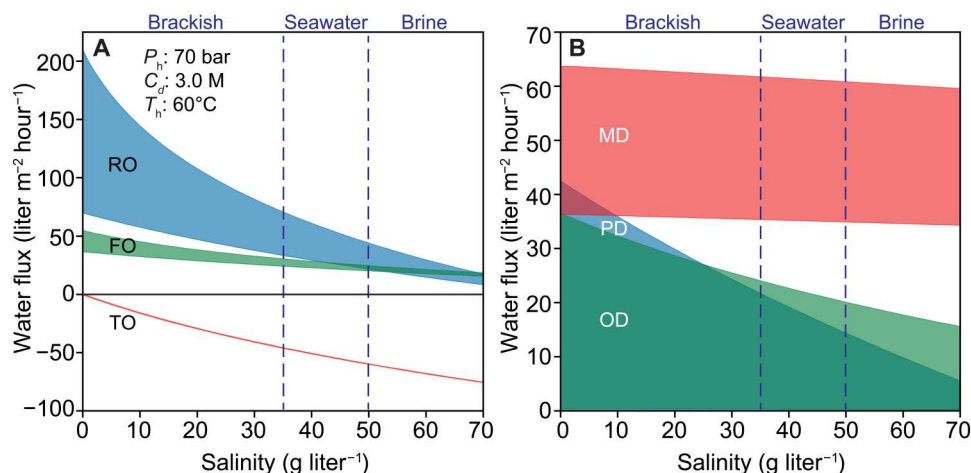 Brackish Seawater Brine
A
P_h: 70 bar
C_d: 3.0 M
T_h: 60°C
RO
FO
TO
200
150
100
50
0
−50
−100
0 10 20 30 40 50 60 70
Water flux (liter m⁻² hour⁻¹)
Salinity (g liter⁻¹)
Brackish Seawater Brine
B
MD
PD
OD
70
60
50
40
30
20
10
0
0 10 20 30 40 50 60 70
Water flux (liter m⁻² hour⁻¹)
Salinity (g liter⁻¹)